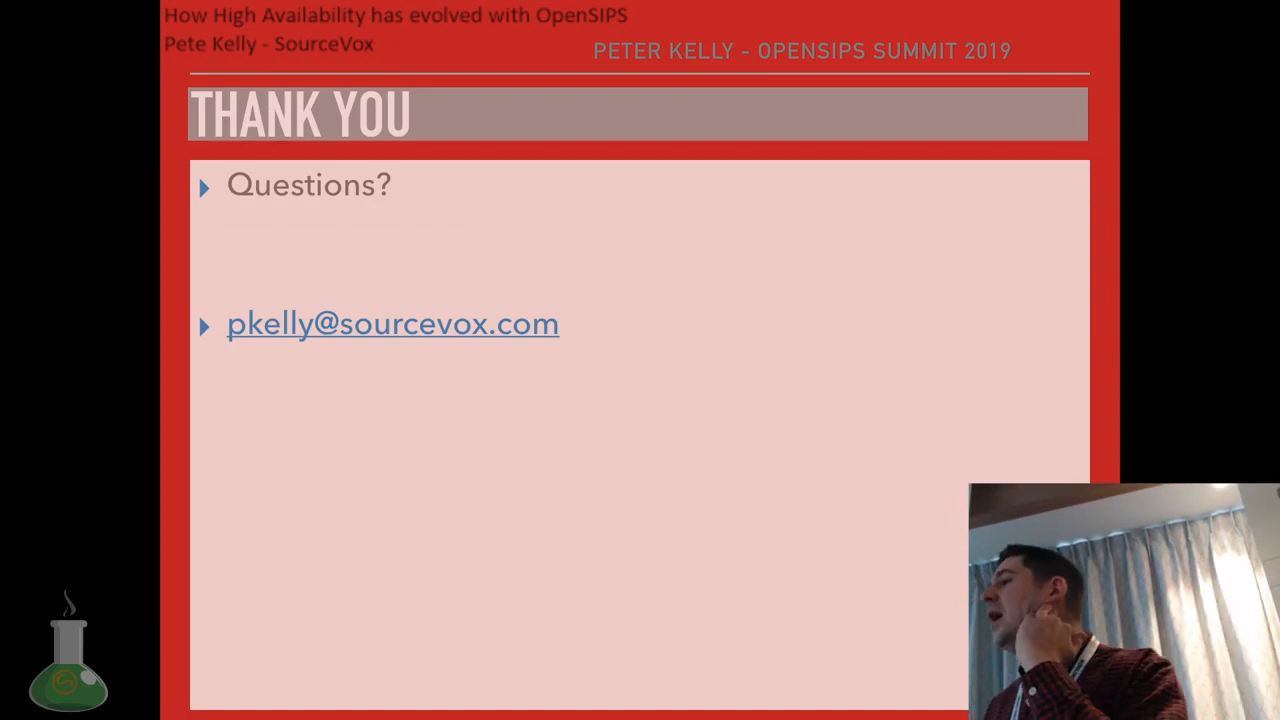 How High Availability has evolved with OpenSIPS
Pete Kelly - SourceVox
PETER KELLY - OPENSIPS SUMMIT 2019
THANK YOU
Questions?
pkelly@sourcevox.com